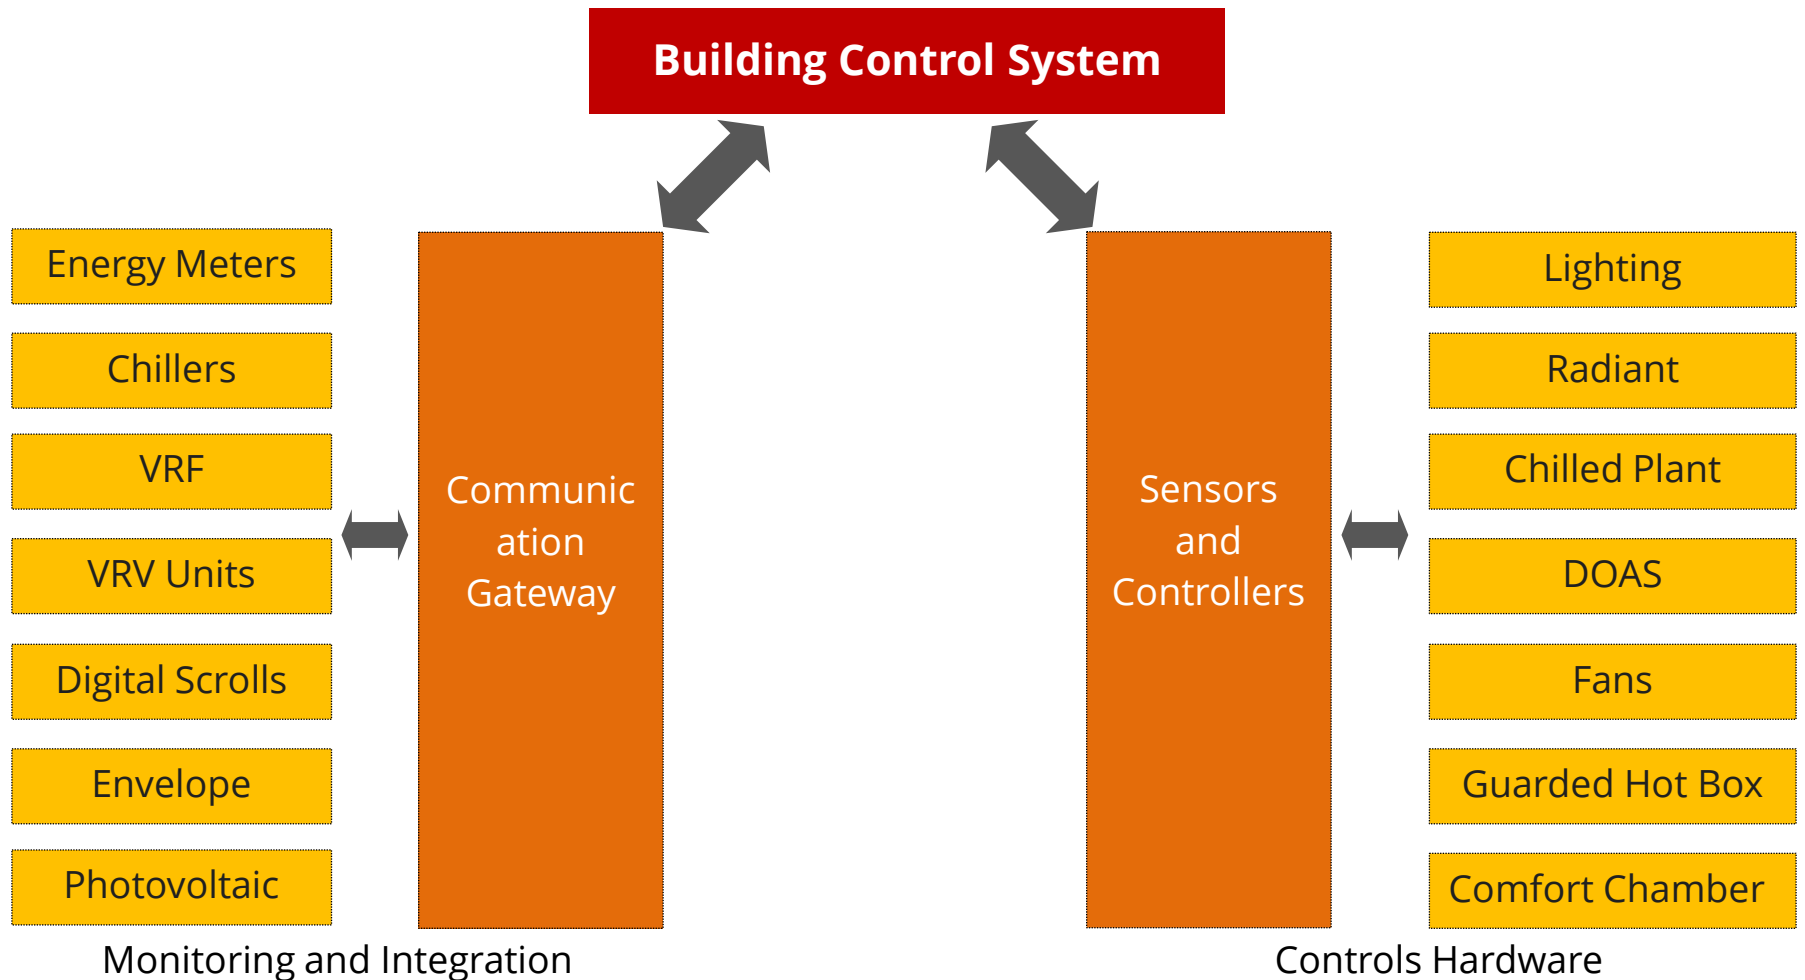 Building Control System
Energy Meters
Chillers
VRF
VRV Units
Digital Scrolls
Envelope
Photovoltaic
Communic
ation
Gateway
Monitoring and Integration
Sensors
and
Controllers
Lighting
Radiant
Chilled Plant
DOAS
Fans
Guarded Hot Box
Comfort Chamber
Controls Hardware